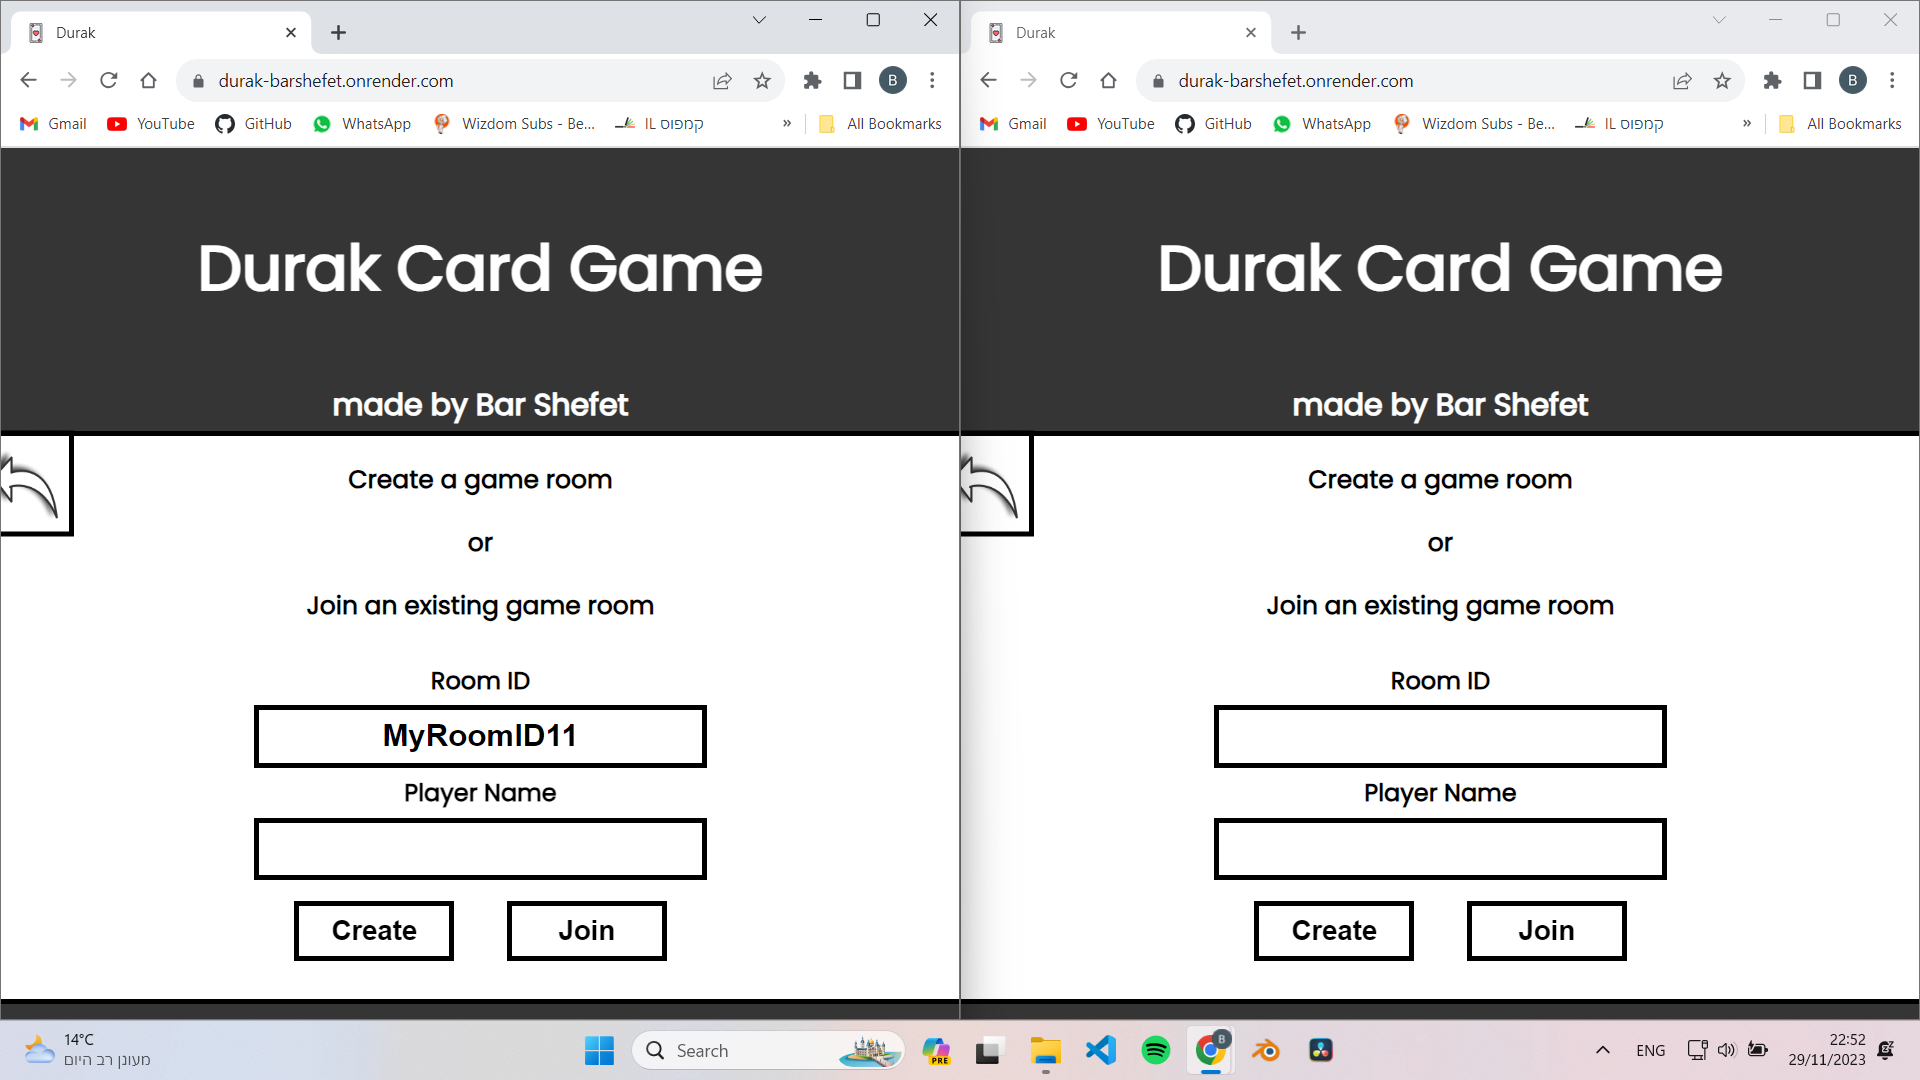 Durak
durak-barshefet.onrender.com
B
Gmail
YouTube
GitHub
WhatsApp
Wizdom Subs - Be...
IL קמפוס
»
All Bookmarks
Durak Card Game
made by Bar Shefet
Create a game room
or
Join an existing game room
Room ID
MyRoomID11
Player Name
Create
Join
Durak
durak-barshefet.onrender.com
B
Gmail
YouTube
GitHub
WhatsApp
Wizdom Subs - Be...
IL קמפוס
»
All Bookmarks
Durak Card Game
made by Bar Shefet
Create a game room
or
Join an existing game room
Room ID
Player Name
Create
Join
14°C
מעונן רב היום
Search
PRE
B
ENG
22:52
29/11/2023